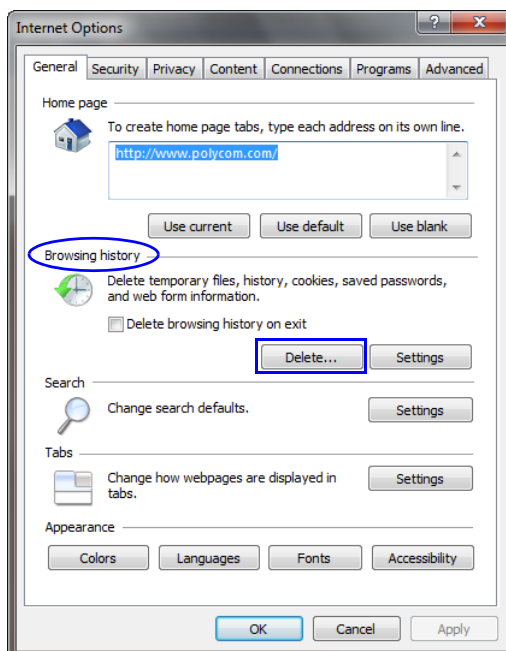 Internet Options
?
X
General Security Privacy Content Connections Programs Advanced
Home page
To create home page tabs, type each address on its own line.
http://www.polycom.com/
Use current Use default Use blank
Browsing history
Delete temporary files, history, cookies, saved passwords,
and web form information.
Delete browsing history on exit
Delete... Settings
Search
Change search defaults. Settings
Tabs
Change how webpages are displayed in Settings
tabs.
Appearance
Colors Languages Fonts Accessibility
OK Cancel Apply